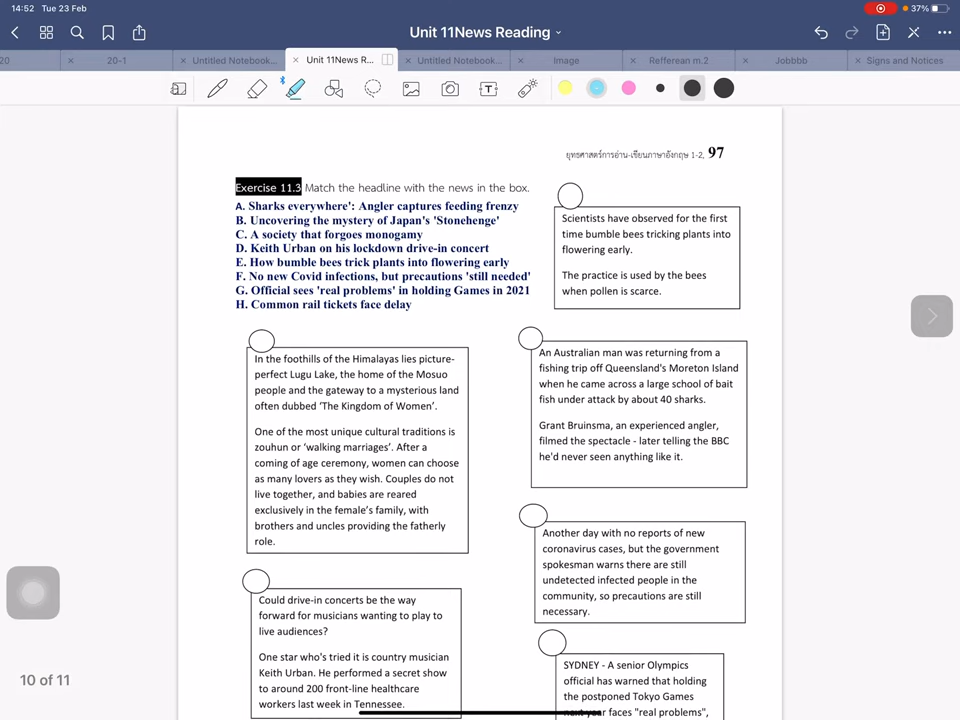 14:52 Tue 23 Feb
37%
Unit 11News Reading
20
20-1
Untitled Notebook...
Unit 11News R...
Untitled Notebook...
Image
Refferean m.2
Jobbbb
Signs and Notices
ยุทธศาสตร์การอ่าน-เขียนภาษาอังกฤษ 1-2, 97
Exercise 11.3 Match the headline with the news in the box.
A. Sharks everywhere': Angler captures feeding frenzy
B. Uncovering the mystery of Japan's 'Stonehenge'
C. A society that forgoes monogamy
D. Keith Urban on his lockdown drive-in concert
E. How bumble bees trick plants into flowering early
F. No new Covid infections, but precautions 'still needed'
G. Official sees 'real problems' in holding Games in 2021
H. Common rail tickets face delay
Scientists have observed for the first
time bumble bees tricking plants into
flowering early.
The practice is used by the bees
when pollen is scarce.
In the foothills of the Himalayas lies picture-
perfect Lugu Lake, the home of the Mosuo
people and the gateway to a mysterious land
often dubbed ‘The Kingdom of Women’.
One of the most unique cultural traditions is
zouhun or ‘walking marriages’. After a
coming of age ceremony, women can choose
as many lovers as they wish. Couples do not
live together, and babies are reared
exclusively in the female’s family, with
brothers and uncles providing the fatherly
role.
An Australian man was returning from a
fishing trip off Queensland's Moreton Island
when he came across a large school of bait
fish under attack by about 40 sharks.
Grant Bruinsma, an experienced angler,
filmed the spectacle - later telling the BBC
he'd never seen anything like it.
Another day with no reports of new
coronavirus cases, but the government
spokesman warns there are still
undetected infected people in the
community, so precautions are still
necessary.
Could drive-in concerts be the way
forward for musicians wanting to play to
live audiences?
One star who's tried it is country musician
Keith Urban. He performed a secret show
to around 200 front-line healthcare
workers last week in Tennessee.
SYDNEY - A senior Olympics
official has warned that holding
the postponed Tokyo Games
next year faces "real problems",
10 of 11